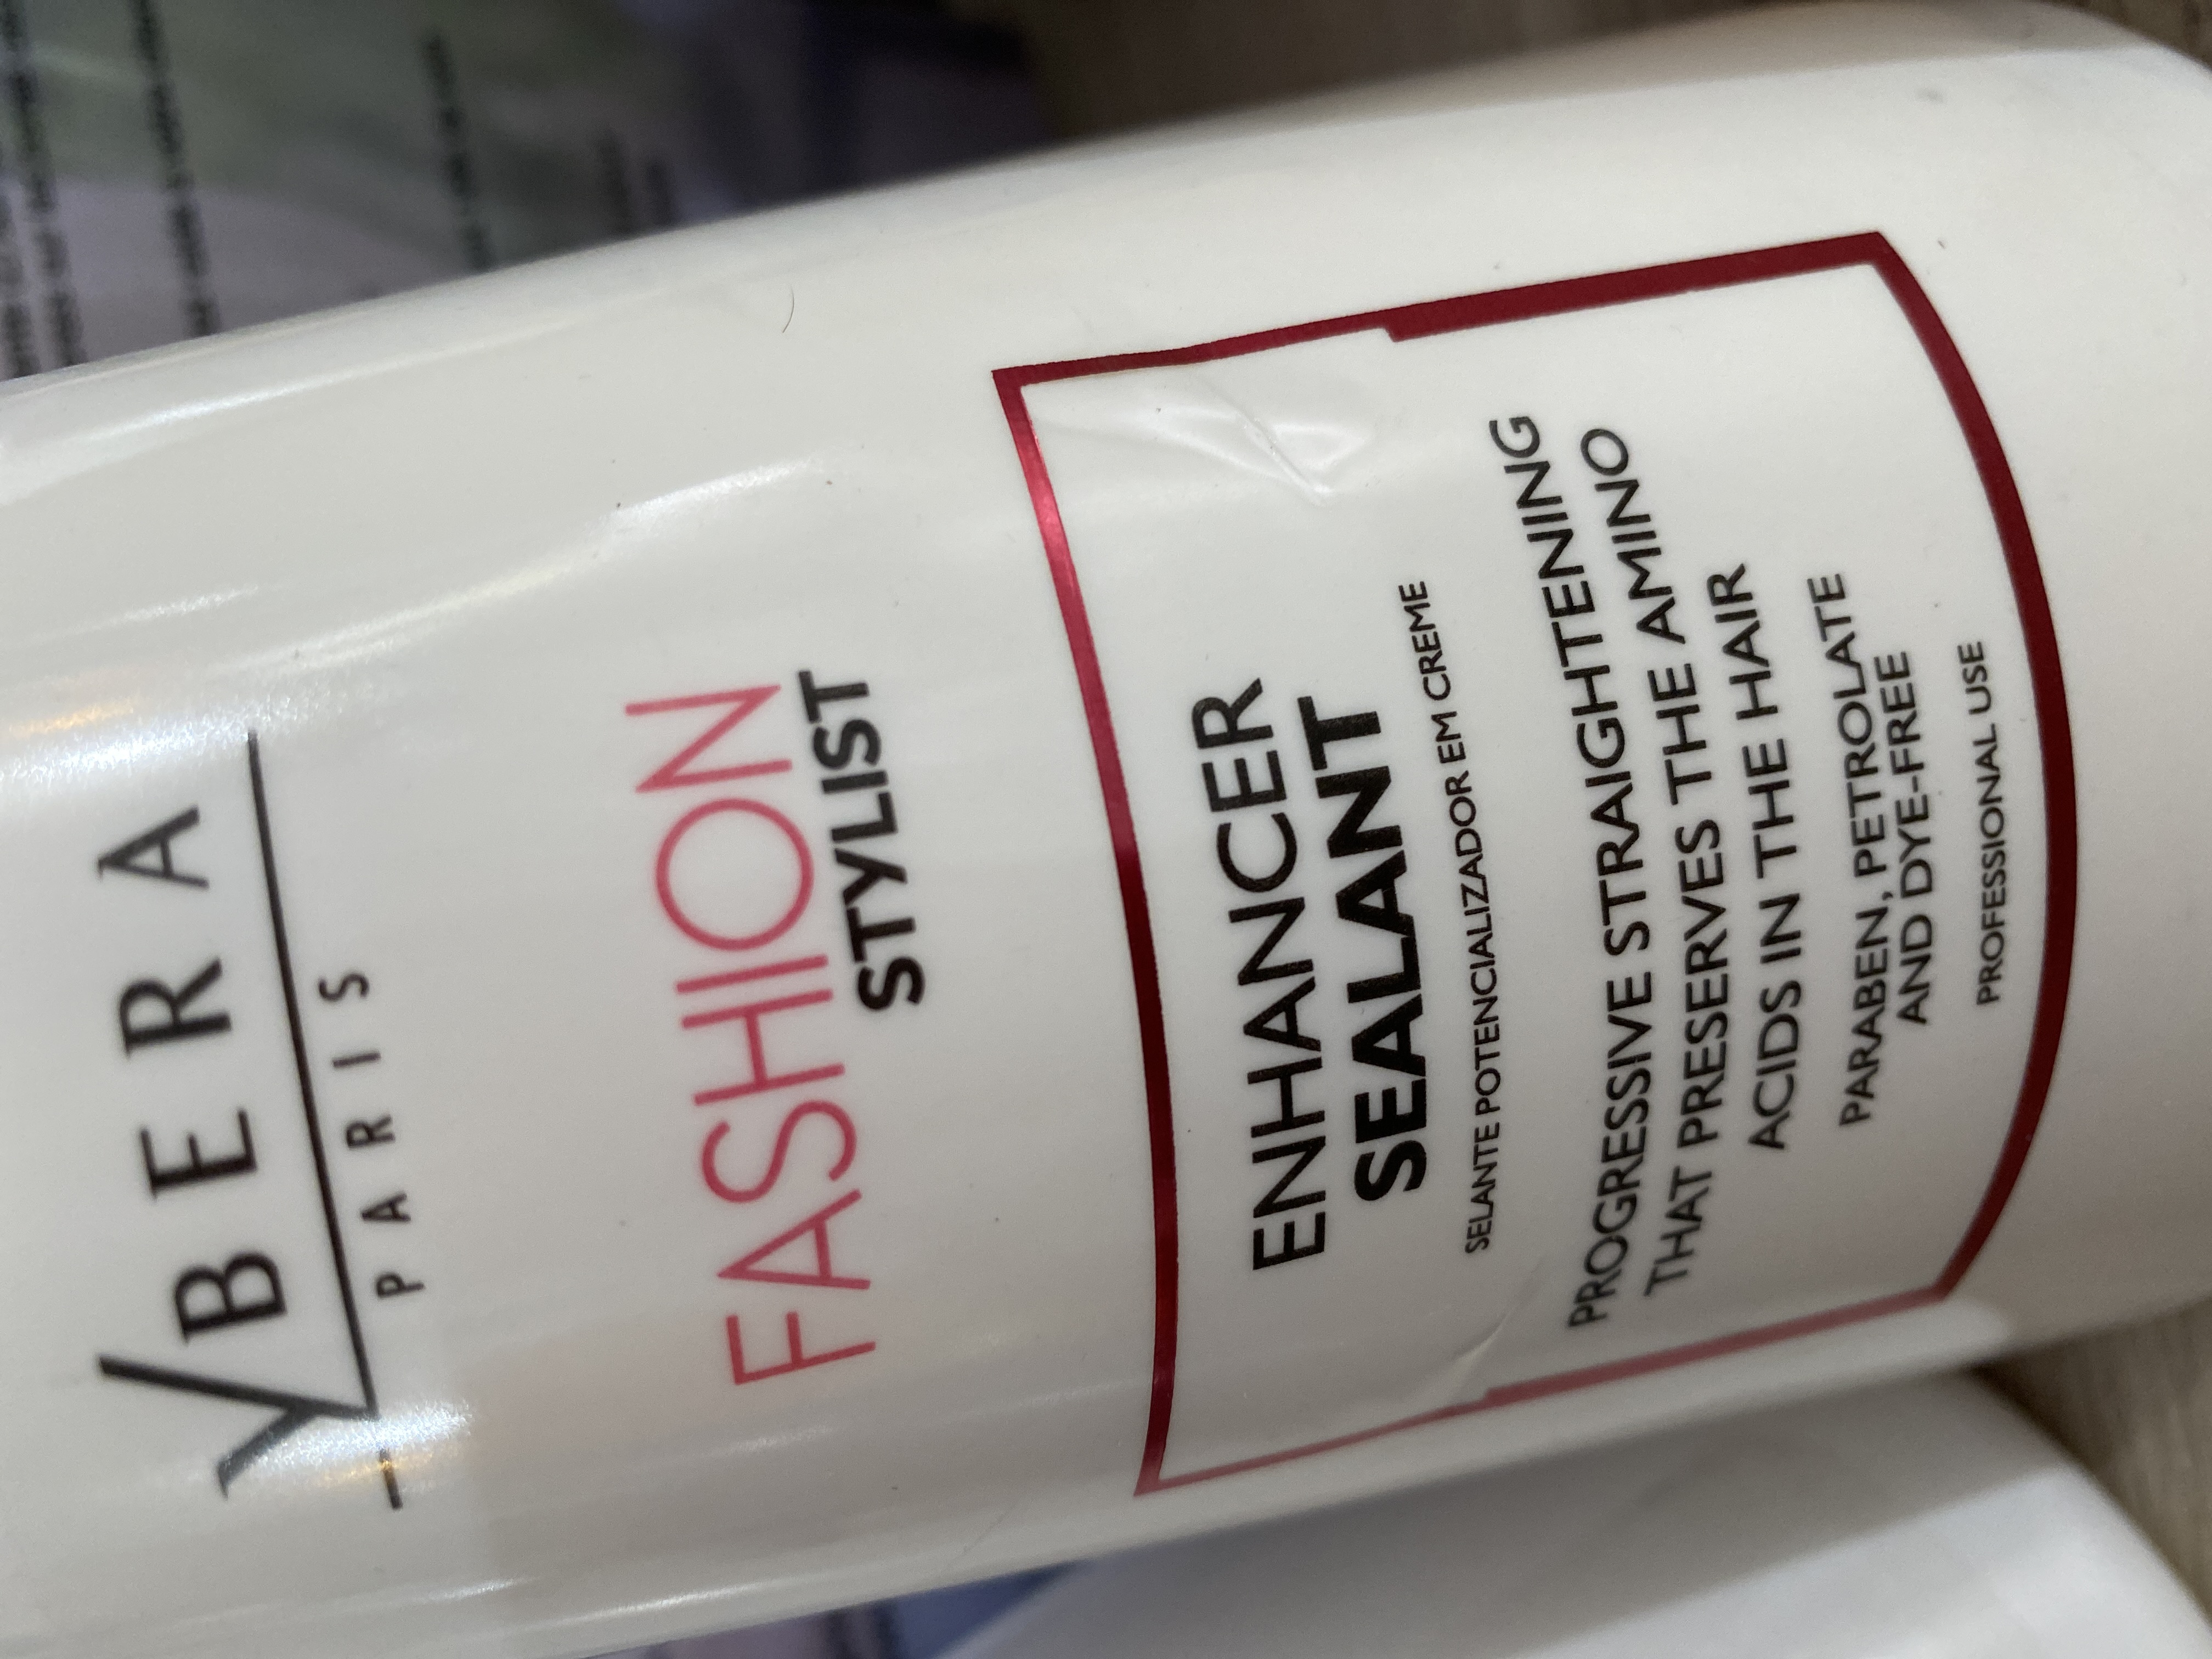 YBERA
PARIS
FASHION
STYLIST
ENHANCER
SEALANT
SELANTE POTENCIALIZADOR EM CREME
PROGRESSIVE STRAIGHTENING
THAT PRESERVES THE AMINO
ACIDS IN THE HAIR
PARABEN, PETROLATE
AND DYE-FREE
PROFESSIONAL USE